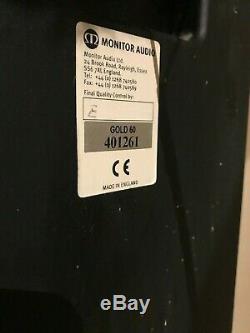 MONITOR AUDIO
Monitor Audio Ltd.
24 Brook Road, Rayleigh, Essex
SS6 7XL England.
Tel: +44 (0) 1268 740580
Fax: +44 (0) 1268 740589
Final Quality Control by:
E
GOLD 60
401261
CE
MADE IN ENGLAND